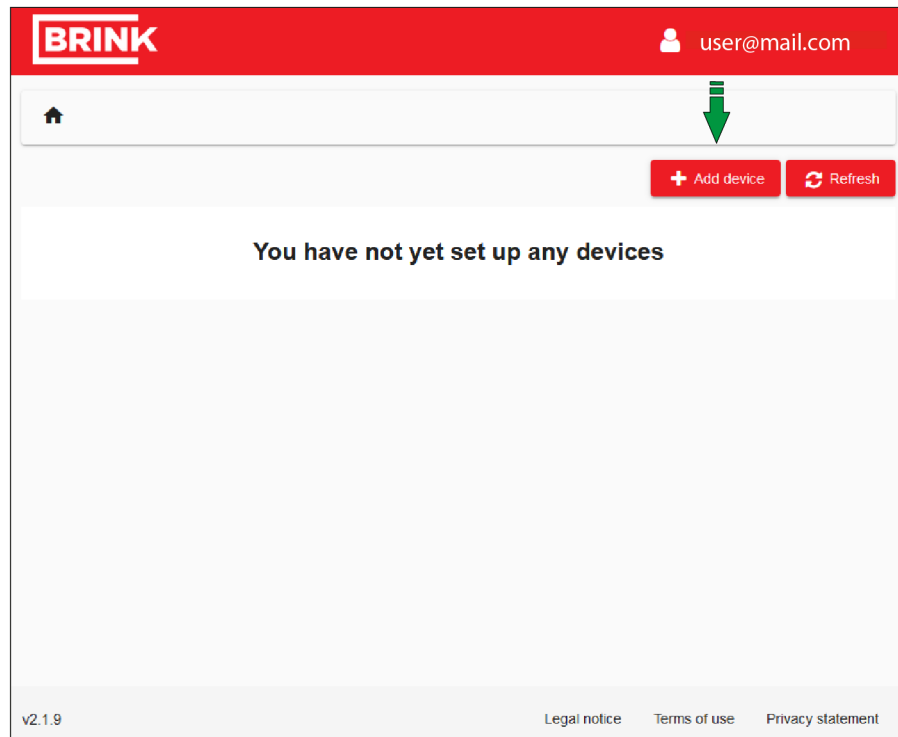 BRINK
user@mail.com
Add device
Refresh
You have not yet set up any devices
v2.1.9
Legal notice
Terms of use
Privacy statement